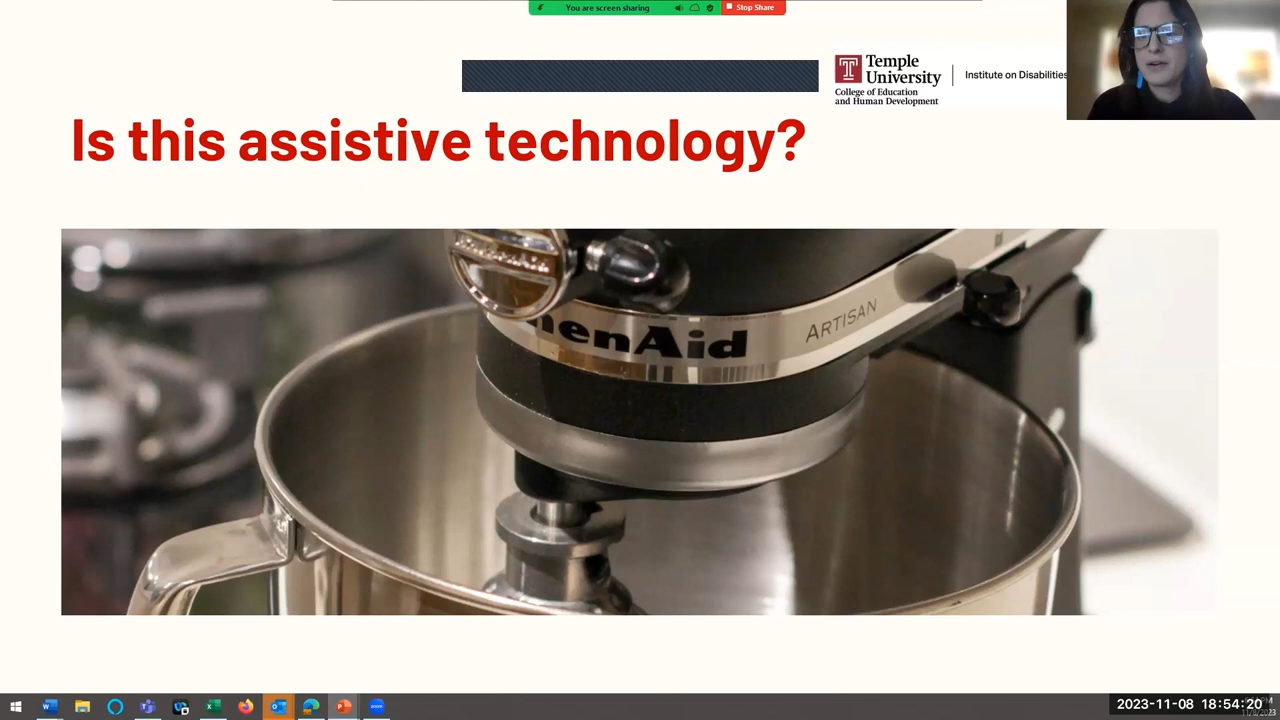 You are screen sharing
Stop Share
Temple
University
College of Education
and Human Development
Institute on Disabilities
Is this assistive technology?
henAid
ARTISAN
2023-11-08 18:54:20